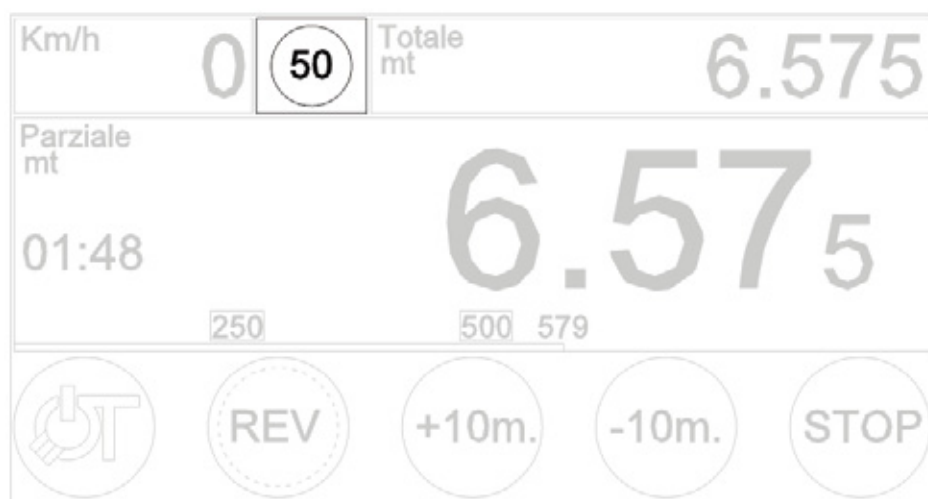 Km/h 0 50 Totale
mt 6.575
Parziale
mt
01:48 6.575
250 500 579
REV +10m. -10m. STOP